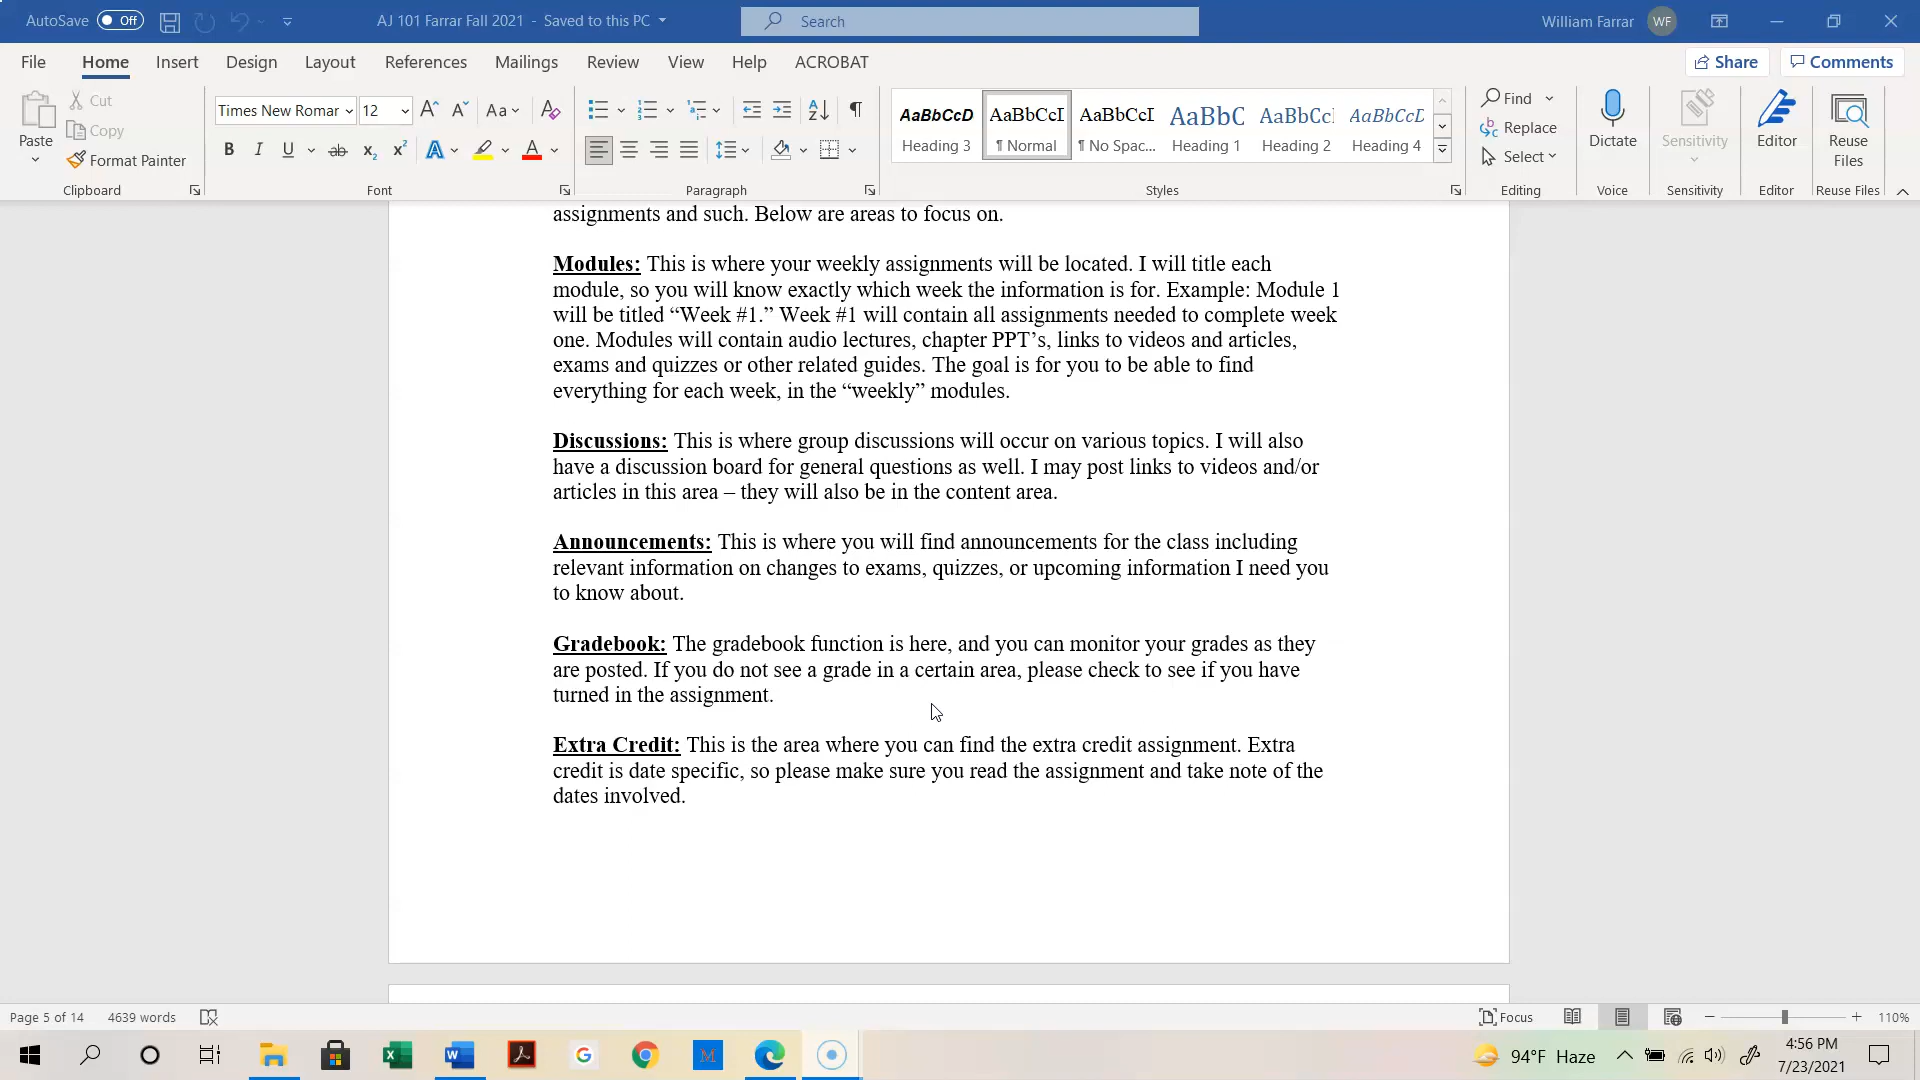 AutoSave Off AJ 101 Farrar Fall 2021 - Saved to this PC Search William Farrar WF
File Home Insert Design Layout References Mailings Review View Help ACROBAT Share Comments
Paste Cut Copy Format Painter Clipboard
Times New Romar 12 Aa
B I U ab x₂ x² A A Font
Paragraph
AaBbCcD AaBbCcI AaBbCcI AaBbC AaBbCcI AaBbCcD
Heading 3 ¶ Normal ¶ No Spac... Heading 1 Heading 2 Heading 4
Styles
Find Replace Select Editing
Dictate Voice
Sensitivity Sensitivity
Editor Editor
Reuse Files Reuse Files
assignments and such. Below are areas to focus on.
Modules: This is where your weekly assignments will be located. I will title each
module, so you will know exactly which week the information is for. Example: Module 1
will be titled “Week #1.” Week #1 will contain all assignments needed to complete week
one. Modules will contain audio lectures, chapter PPT’s, links to videos and articles,
exams and quizzes or other related guides. The goal is for you to be able to find
everything for each week, in the “weekly” modules.
Discussions: This is where group discussions will occur on various topics. I will also
have a discussion board for general questions as well. I may post links to videos and/or
articles in this area – they will also be in the content area.
Announcements: This is where you will find announcements for the class including
relevant information on changes to exams, quizzes, or upcoming information I need you
to know about.
Gradebook: The gradebook function is here, and you can monitor your grades as they
are posted. If you do not see a grade in a certain area, please check to see if you have
turned in the assignment.
Extra Credit: This is the area where you can find the extra credit assignment. Extra
credit is date specific, so please make sure you read the assignment and take note of the
dates involved.
Page 5 of 14 4639 words Focus 110%
94°F Haze 4:56 PM
7/23/2021